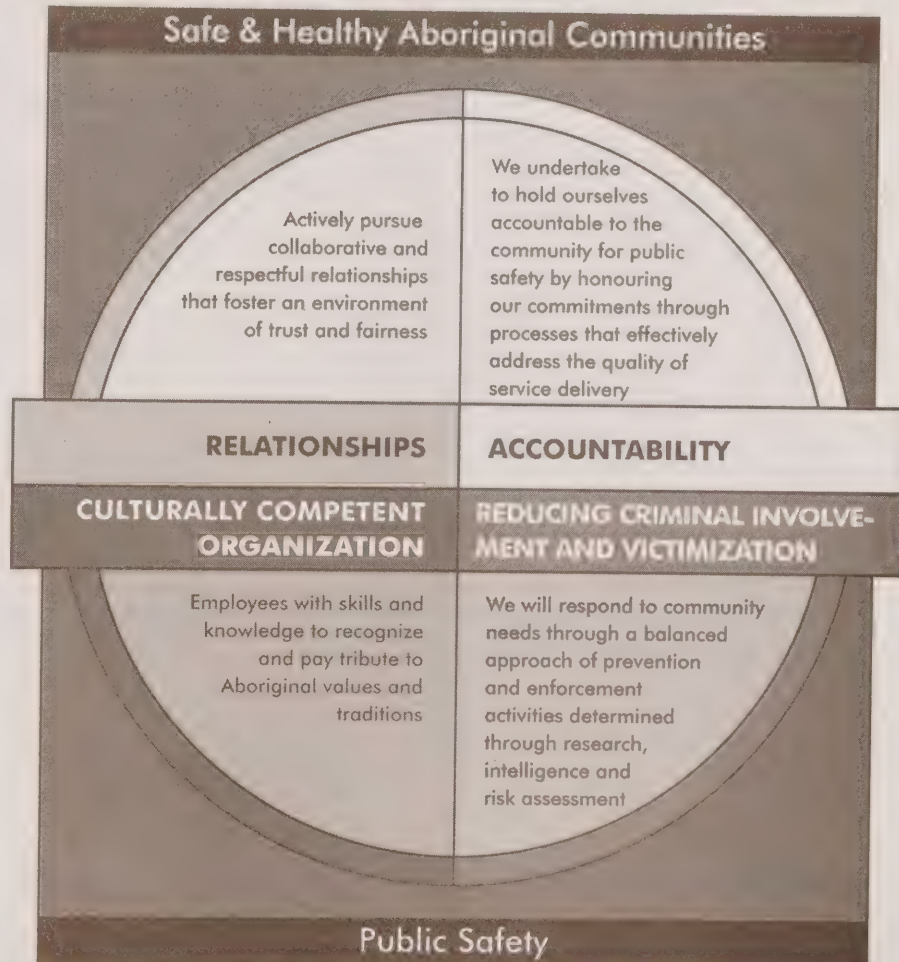 Safe & Healthy Aboriginal Communities
Actively pursue
collaborative and
respectful relationships
that foster an environment
of trust and fairness
We undertake
to hold ourselves
accountable to the
community for public
safety by honouring
our commitments through
processes that effectively
address the quality of
service delivery
RELATIONSHIPS
ACCOUNTABILITY
CULTURALLY COMPETENT
ORGANIZATION
REDUCING CRIMINAL INVOLVE-
MENT AND VICTIMIZATION
Employees with skills and
knowledge to recognize
and pay tribute to
Aboriginal values and
traditions
We will respond to community
needs through a balanced
approach of prevention
and enforcement
activities determined
through research,
intelligence and
risk assessment
Public Safety